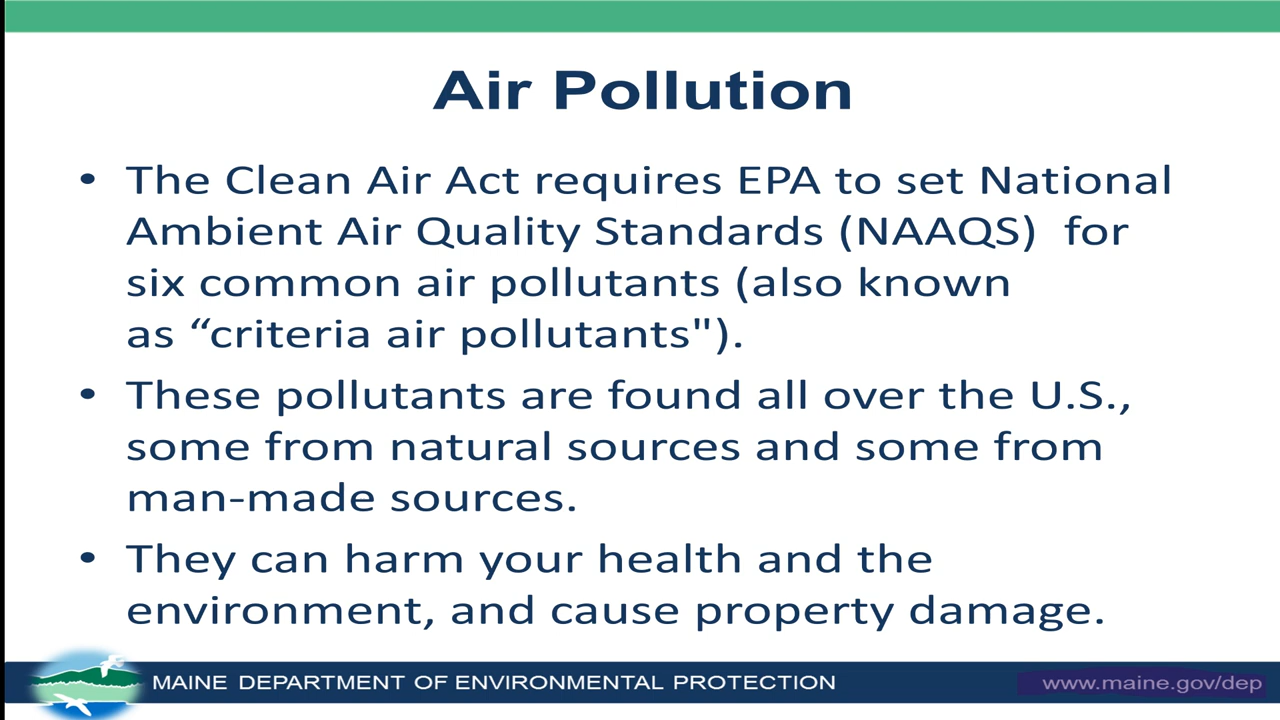 Air Pollution
• The Clean Air Act requires EPA to set National
Ambient Air Quality Standards (NAAQS)  for
six common air pollutants (also known
as “criteria air pollutants").
• These pollutants are found all over the U.S.,
some from natural sources and some from
man-made sources.
• They can harm your health and the
environment, and cause property damage.
MAINE DEPARTMENT OF ENVIRONMENTAL PROTECTION
www.maine.gov/dep